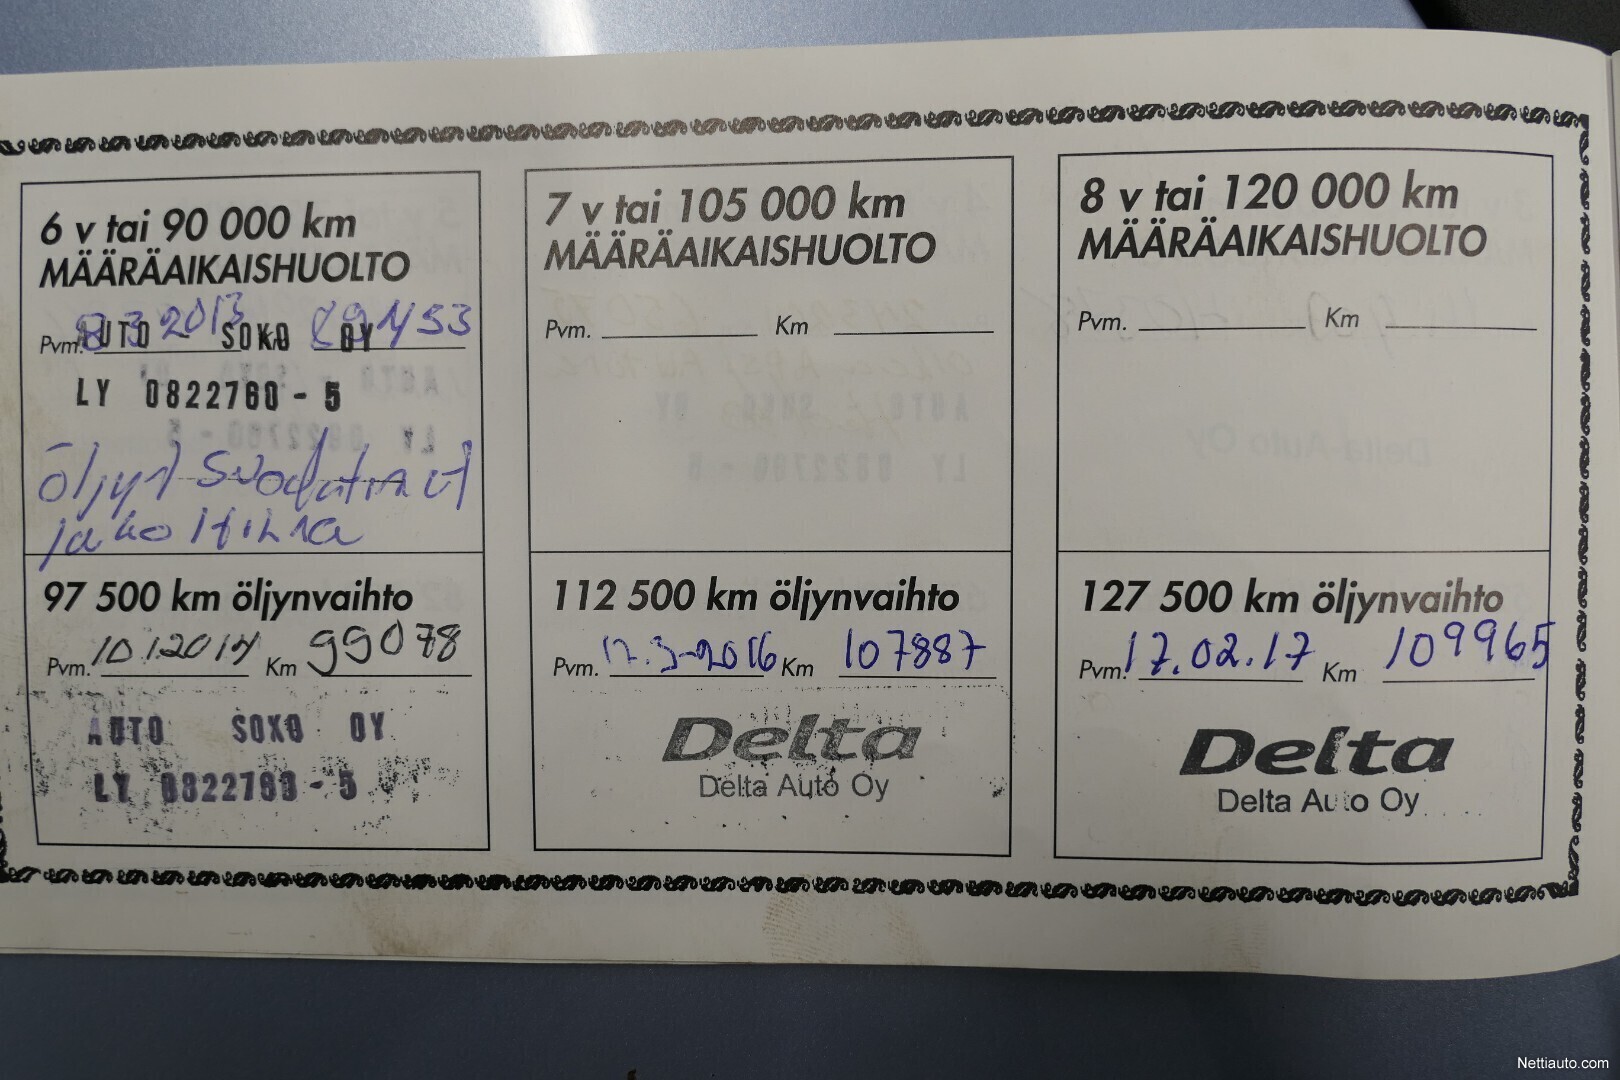 6 v tai 90 000 km
MÄÄRÄAIKAISHUOLTO
Pvm. 8.3.2013
AUTO SOKO OY
LY 0822760-5
öljyt suodatin
jakohihna
97 500 km öljynvaihto
Pvm. 10.1.2014 Km 99078
AUTO SOKO OY
LY 0822760-5
7 v tai 105 000 km
MÄÄRÄAIKAISHUOLTO
Pvm. Km
112 500 km öljynvaihto
Pvm. 17.3-2016 Km 107887
Delta
Delta Auto Oy
8 v tai 120 000 km
MÄÄRÄAIKAISHUOLTO
Pvm. Km
127 500 km öljynvaihto
Pvm. 17.02.17 Km 109965
Delta
Delta Auto Oy
Nettiauto.com